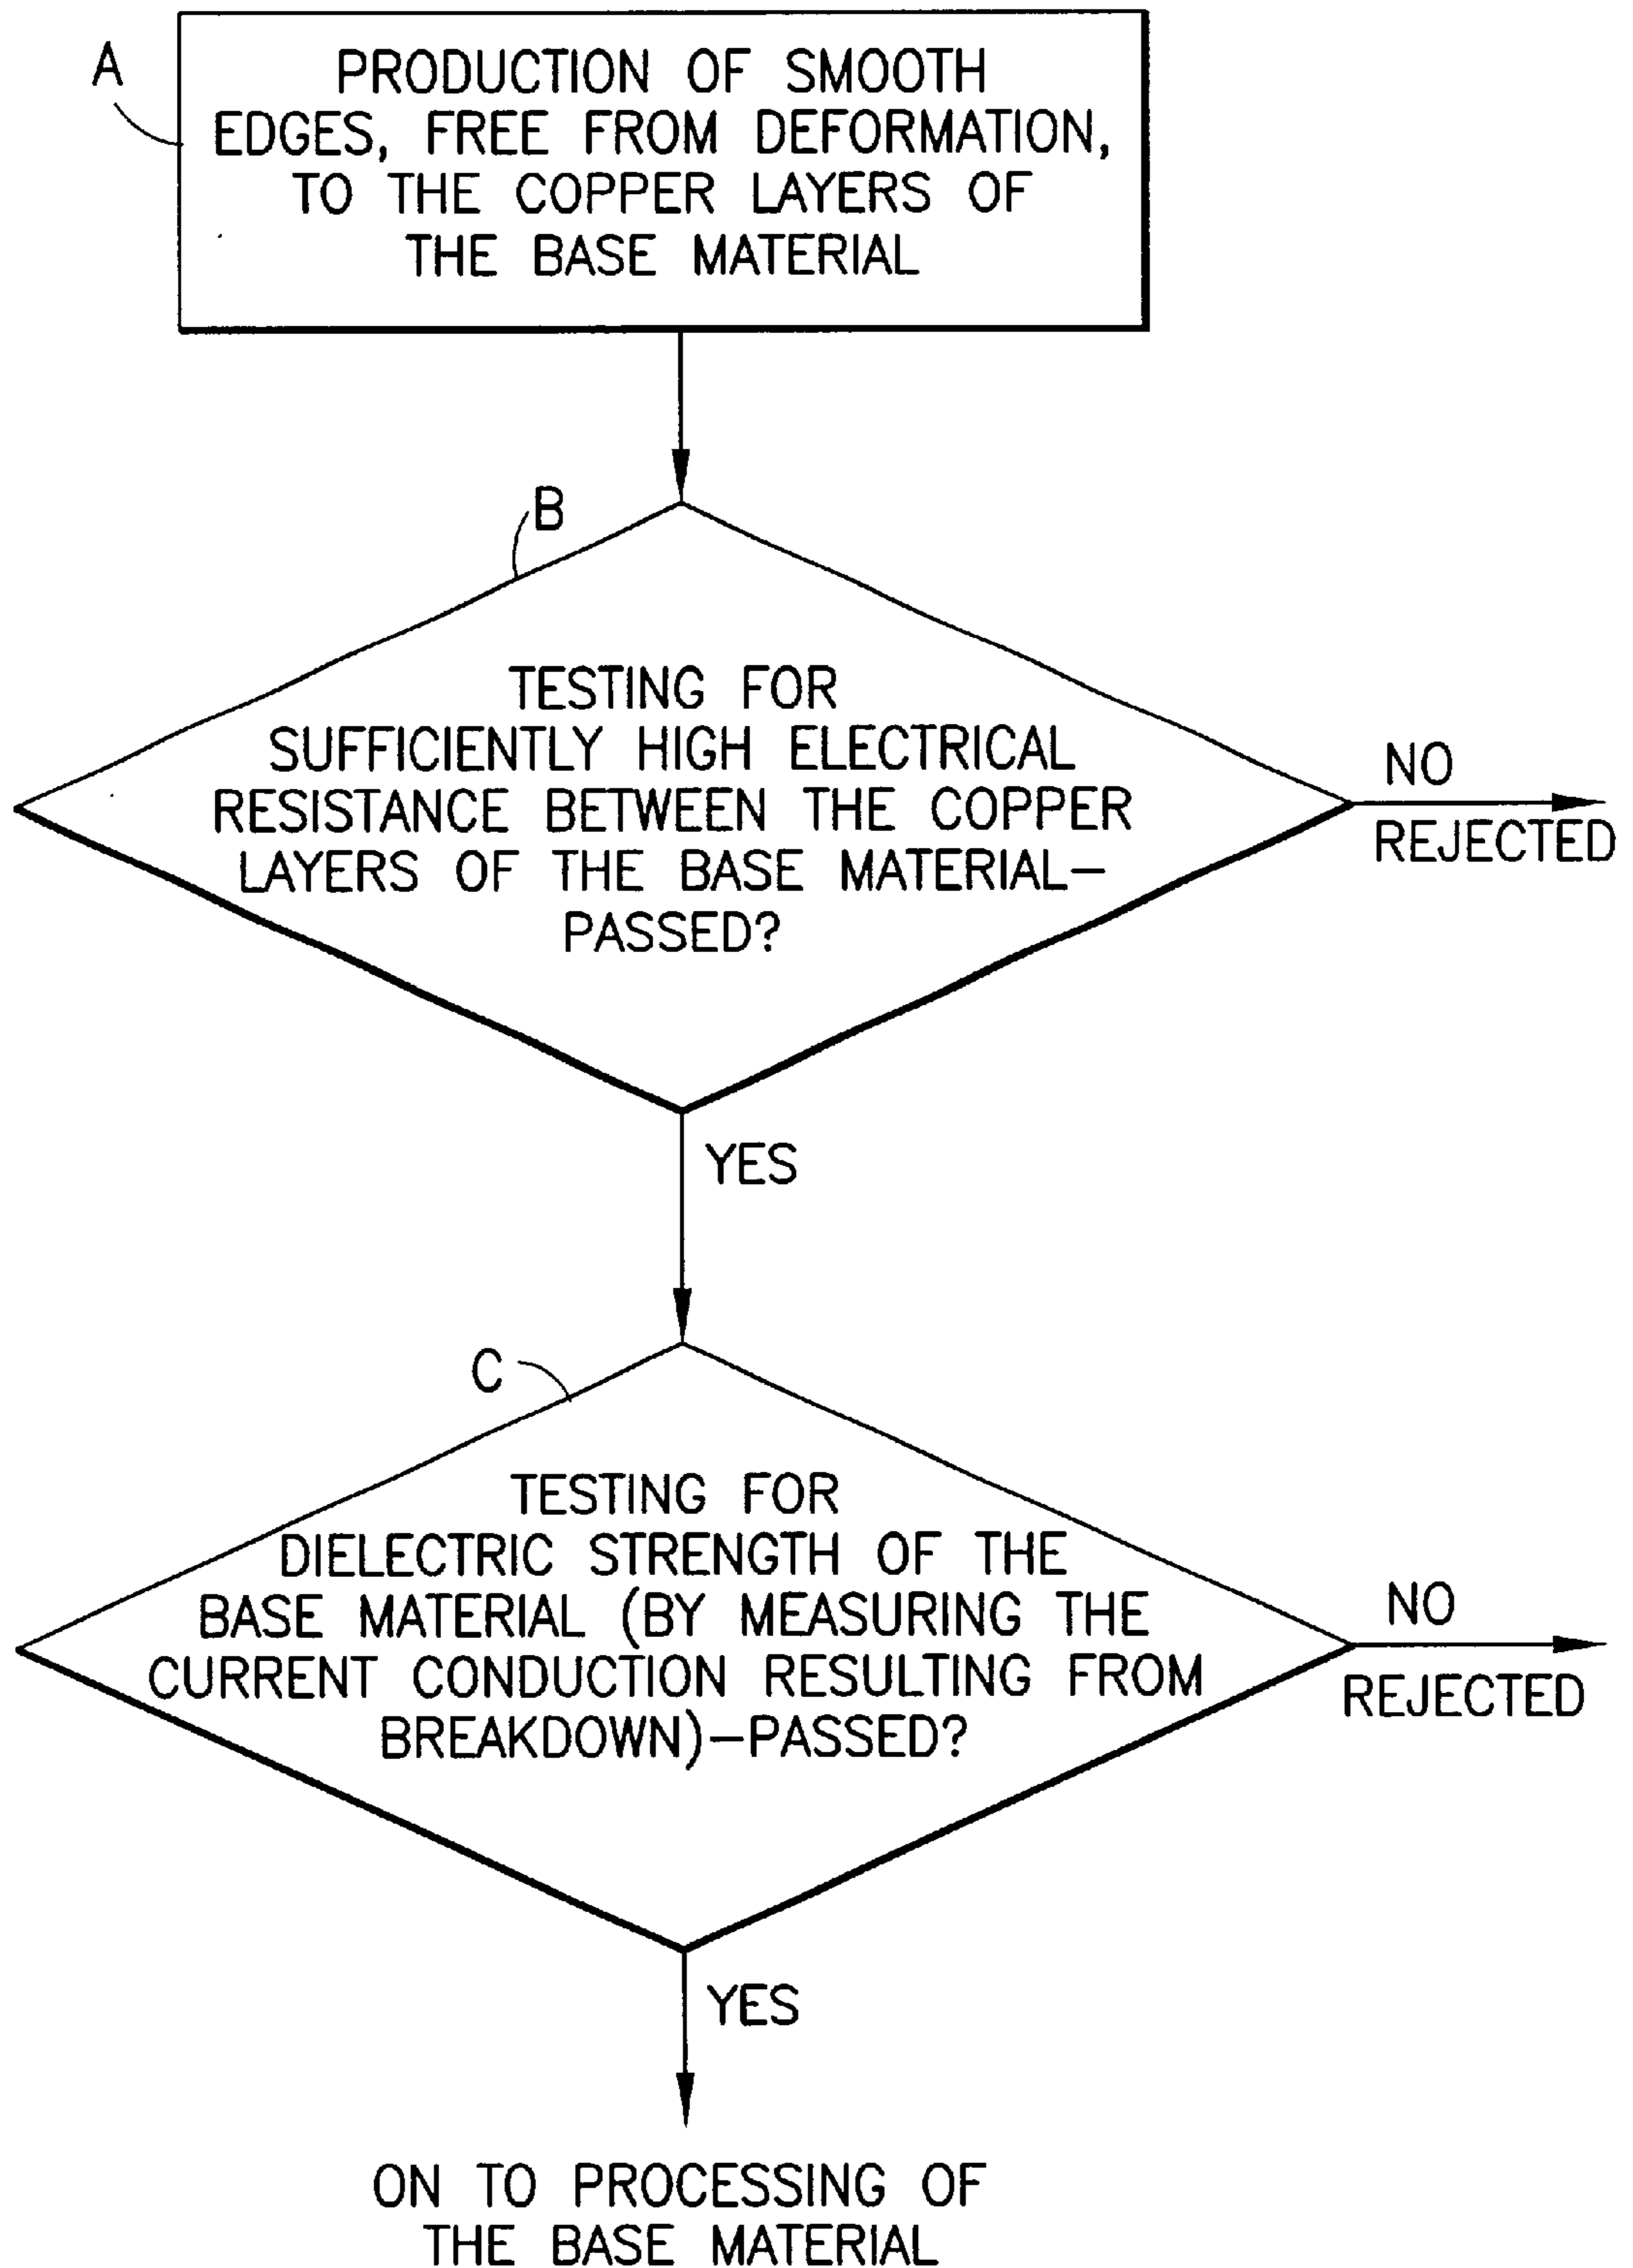 A
PRODUCTION OF SMOOTH
EDGES, FREE FROM DEFORMATION,
TO THE COPPER LAYERS OF
THE BASE MATERIAL
B
TESTING FOR
SUFFICIENTLY HIGH ELECTRICAL
RESISTANCE BETWEEN THE COPPER
LAYERS OF THE BASE MATERIAL–
PASSED?
NO
REJECTED
YES
C
TESTING FOR
DIELECTRIC STRENGTH OF THE
BASE MATERIAL (BY MEASURING THE
CURRENT CONDUCTION RESULTING FROM
BREAKDOWN)–PASSED?
NO
REJECTED
YES
ON TO PROCESSING OF
THE BASE MATERIAL